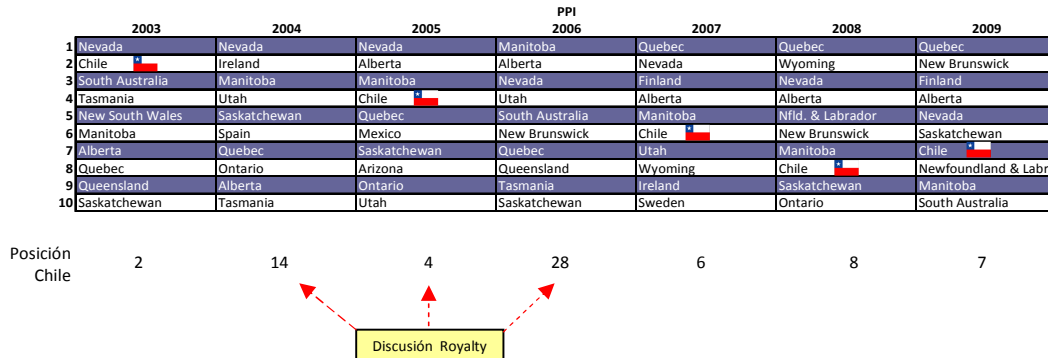 PPI
2003 2004 2005 2006 2007 2008 2009
1 Nevada Nevada Nevada Manitoba Quebec Quebec Quebec
2 Chile Ireland Alberta Alberta Nevada Wyoming New Brunswick
3 South Australia Manitoba Manitoba Nevada Finland Nevada Finland
4 Tasmania Utah Chile Utah Alberta Alberta Alberta
5 New South Wales Saskatchewan Quebec South Australia Manitoba Nfld. & Labrador Nevada
6 Manitoba Spain Mexico New Brunswick Chile New Brunswick Saskatchewan
7 Alberta Quebec Saskatchewan Quebec Utah Manitoba Chile
8 Quebec Ontario Arizona Queensland Wyoming Chile Newfoundland & Labr
9 Queensland Alberta Ontario Tasmania Ireland Saskatchewan Manitoba
10 Saskatchewan Tasmania Utah Saskatchewan Sweden Ontario South Australia
Posición
Chile 2 14 4 28 6 8 7
Discusión Royalty